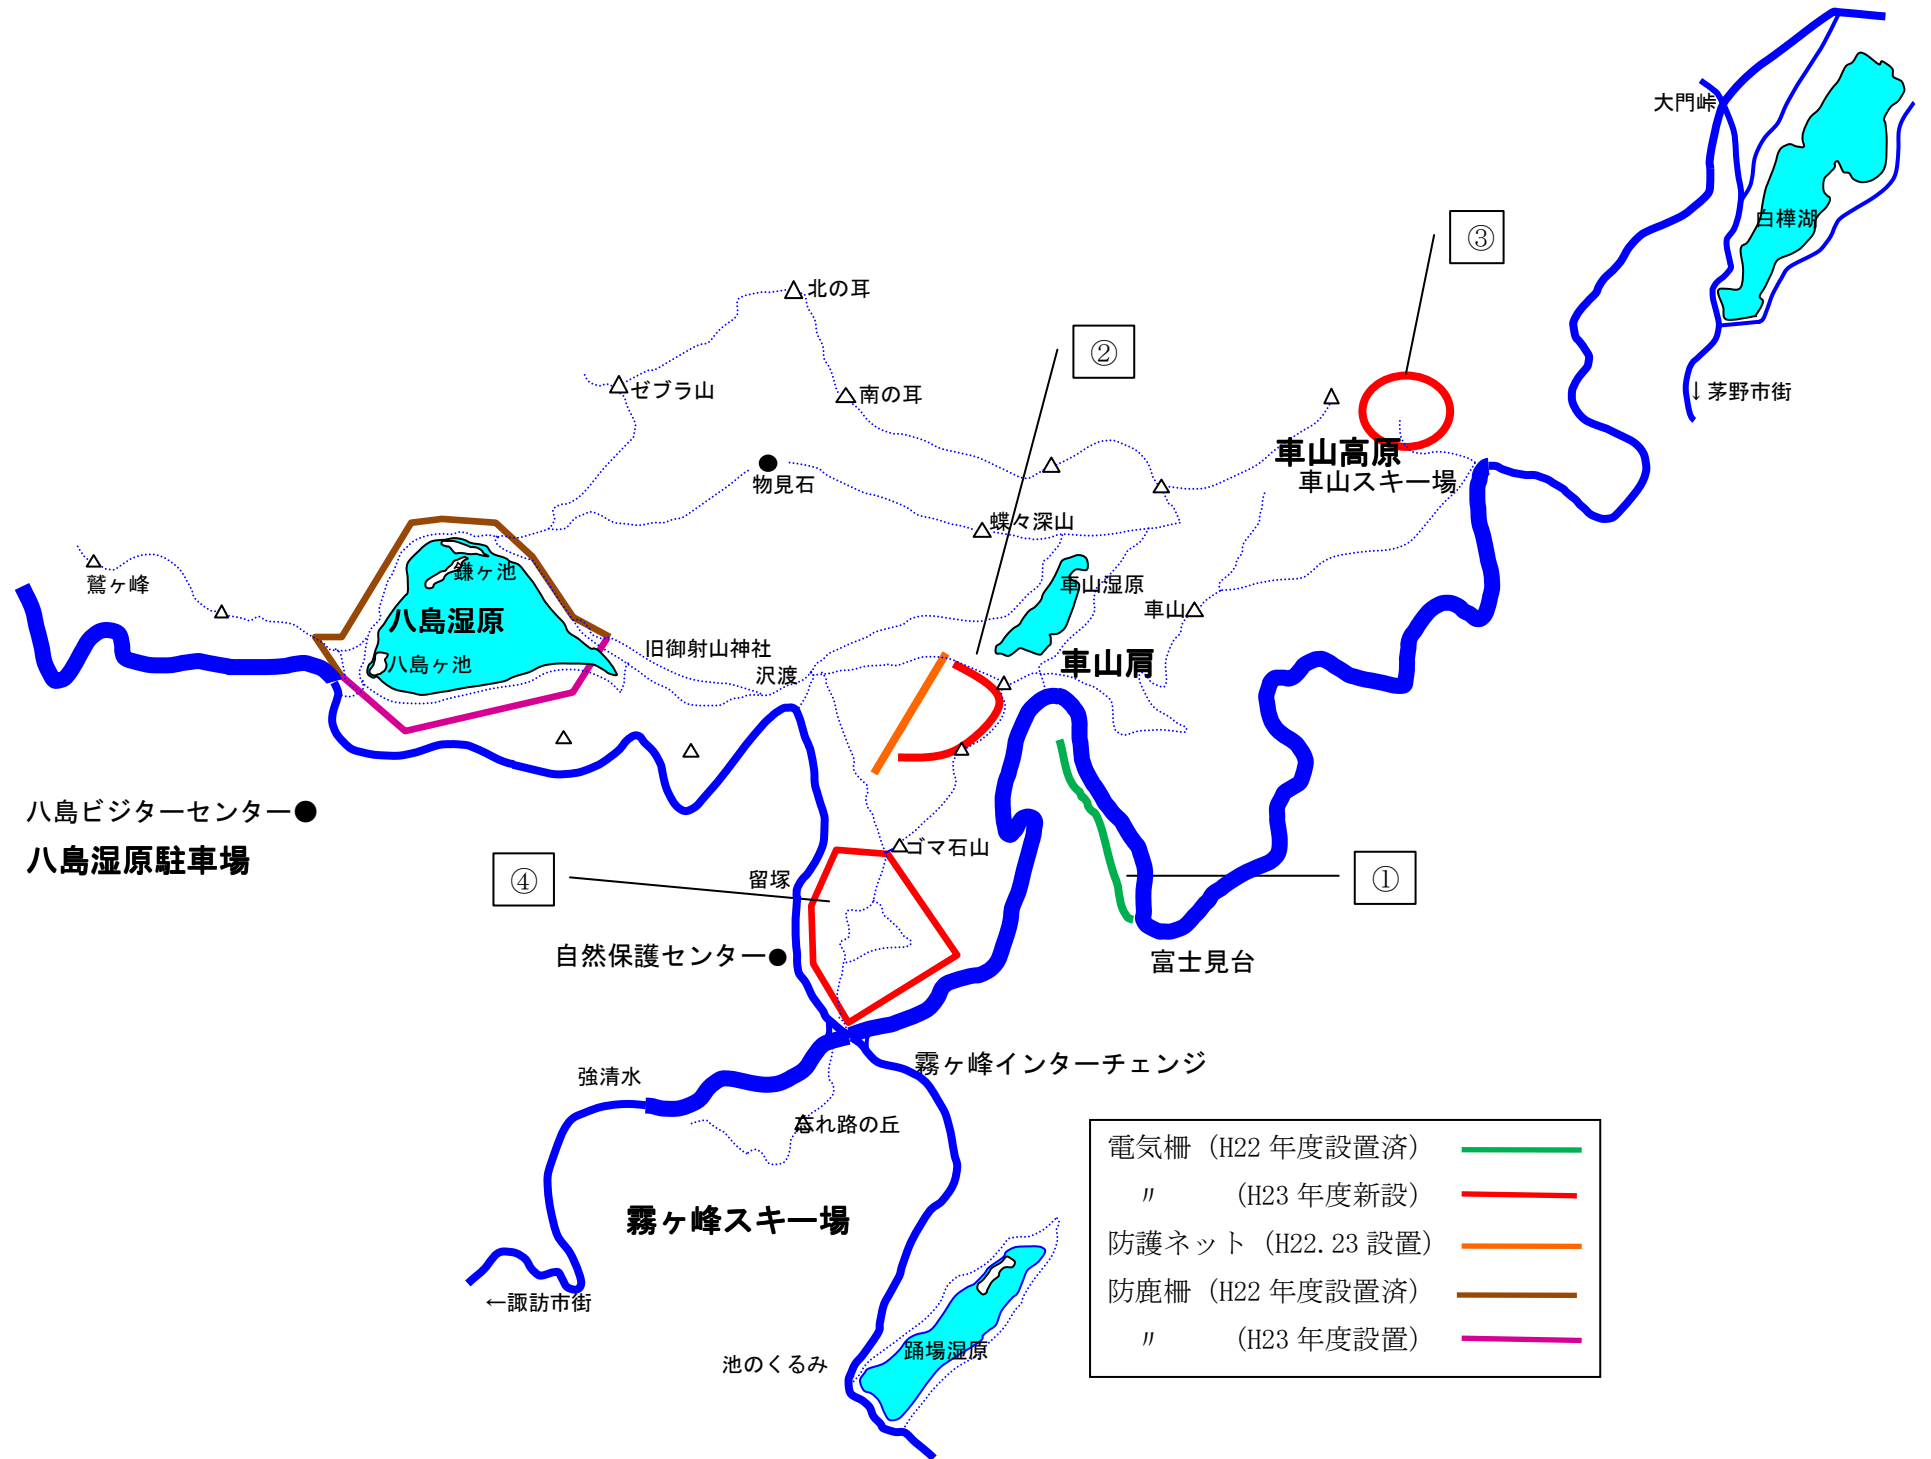 大門峠
白樺湖
③
北の耳
②
ゼブラ山
南の耳
↓茅野市街
車山高原
車山スキー場
物見石
蝶々深山
鷲ヶ峰
鎌ヶ池
車山湿原
車山
八島湿原
旧御射山神社
八島ヶ池
沢渡
車山肩
八島ビジターセンター●
八島湿原駐車場
ゴマ石山
④
留塚
①
自然保護センター●
富士見台
霧ヶ峰インターチェンジ
強清水
忘れ路の丘
霧ヶ峰スキー場
←諏訪市街
池のくるみ
踊場湿原
電気柵（H22 年度設置済）
〃 （H23 年度新設）
防護ネット（H22.23 設置）
防鹿柵（H22 年度設置済）
〃 （H23 年度設置）